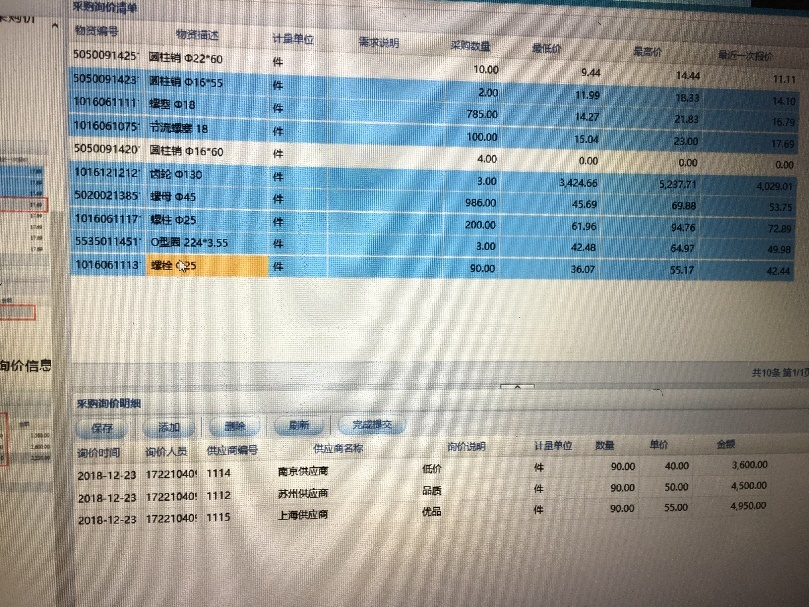 采购询价清单
物资编号 物资描述 计量单位 需求说明 采购数量 最低价 最高价 最近一次报价
5050091425 圆柱销 Φ22*60 件 10.00 9.44 14.44 11.11
5050091423 圆柱销 Φ16*55 件 2.00 11.99 18.33 14.10
1016061111 螺塞 Φ18 件 785.00 14.27 21.83 16.79
1016061075 节流螺塞 18 件 100.00 15.04 23.00 17.69
5050091420 圆柱销 Φ16*60 件 4.00 0.00 0.00 0.00
1016121212 齿轮 Φ130 件 3.00 3,424.66 5,237.71 4,029.01
5020021385 螺母 Φ45 件 986.00 45.69 69.88 53.75
1016061117 螺柱 Φ25 件 200.00 61.96 94.76 72.89
5535011451 O型圈 224*3.55 件 3.00 42.48 64.97 49.98
1016061113 螺栓 Φ25 件 90.00 36.07 55.17 42.44
询价信息
共10条 第1/1页
采购询价明细
保存 添加 删除 刷新 完成提交
询价时间 询价人员 供应商编号 供应商名称 询价说明 计量单位 数量 单价 金额
2018-12-23 17221040 1114 南京供应商 低价 件 90.00 40.00 3,600.00
2018-12-23 17221040 1112 苏州供应商 品质 件 90.00 50.00 4,500.00
2018-12-23 17221040 1115 上海供应商 优品 件 90.00 55.00 4,950.00